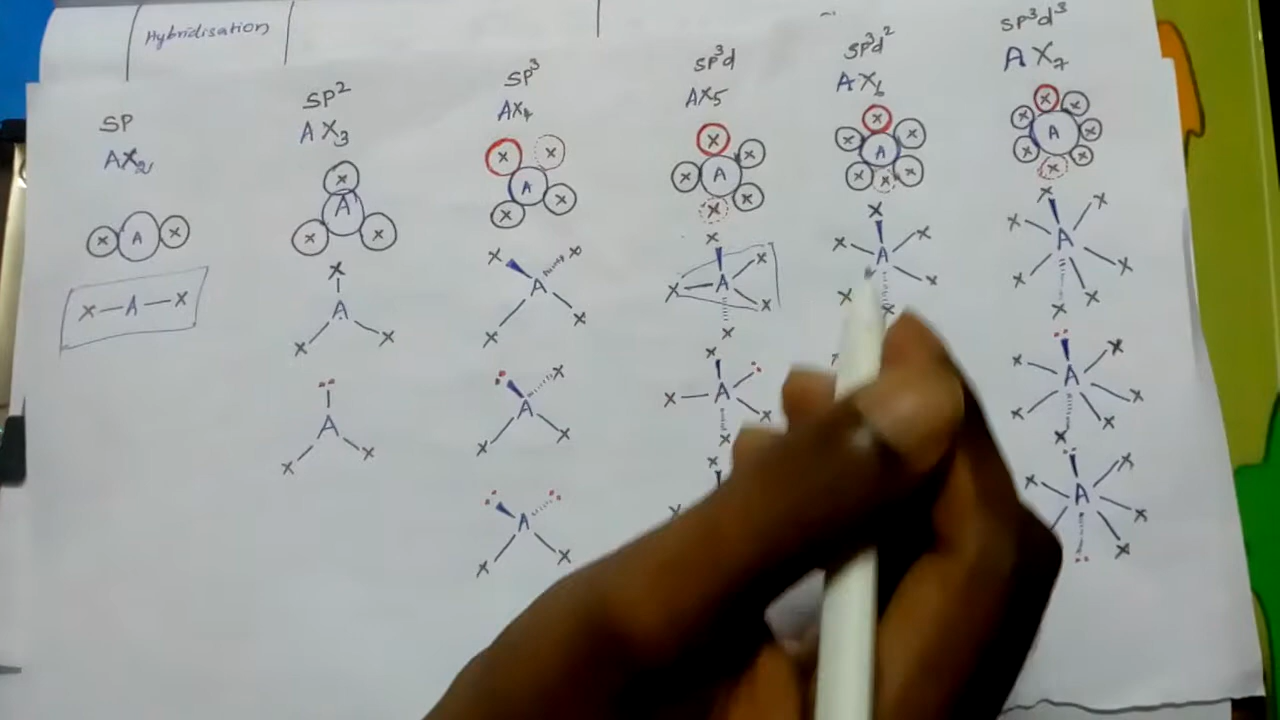 Hybridisation
SP
AX₂
X A X
X—A—X
SP²
AX₃
X
A
X X
X
A
X X
A
X X
SP³
AX₄
X X
A
X X
X X
A
X X
X
A
X X
A
X X
SP³d
AX5
X
X A X
X
X
X
X
X A
X
X
X
X A
X
X
X
X
SP³d²
AX₆
X
X X
A
X X X
X
X X
A
X
X
X
SP³d³
AX₇
X X
X A X
X X
X
X X
X
A
X
X X
X
X X
A
X
X X
X
X
X
A
X
X